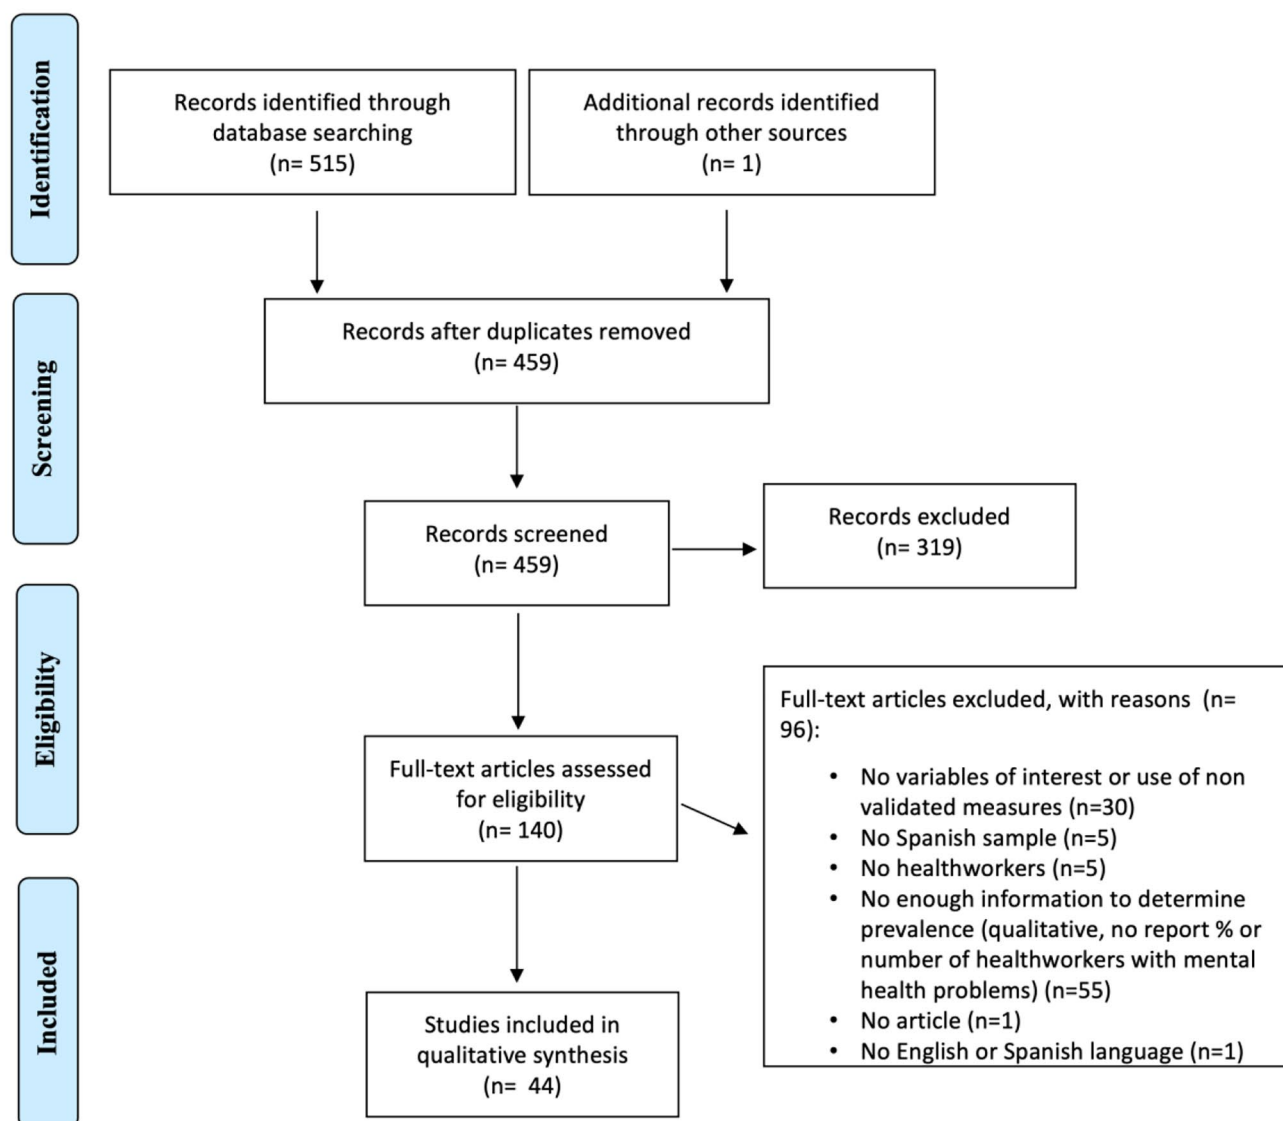 Identification
Records identified through
database searching
(n= 515)
Additional records identified
through other sources
(n= 1)
Screening
Records after duplicates removed
(n= 459)
Records screened
(n= 459)
Records excluded
(n= 319)
Eligibility
Full-text articles assessed
for eligibility
(n= 140)
Full-text articles excluded, with reasons  (n=
96):
• No variables of interest or use of non
validated measures (n=30)
• No Spanish sample (n=5)
• No healthworkers (n=5)
• No enough information to determine
prevalence (qualitative, no report % or
number of healthworkers with mental
health problems) (n=55)
• No article (n=1)
• No English or Spanish language (n=1)
Included
Studies included in
qualitative synthesis
(n=  44)